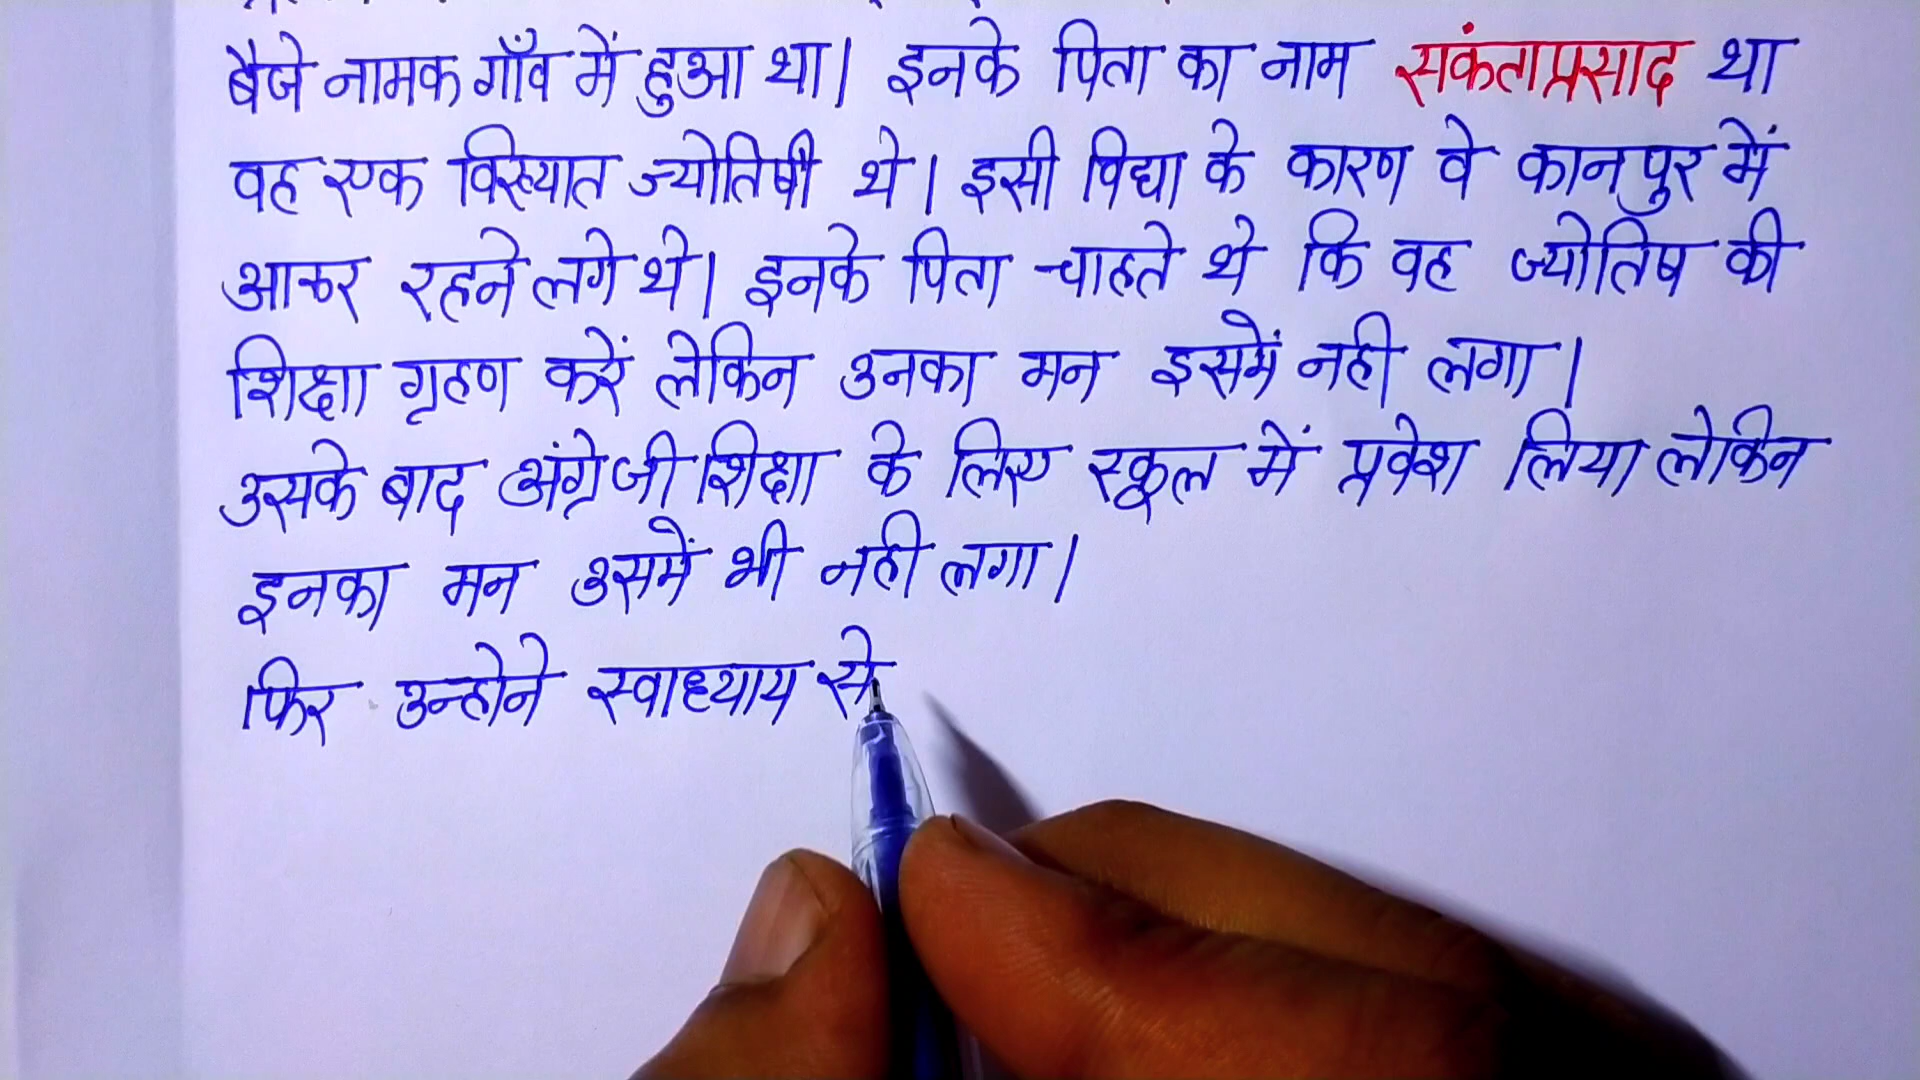 बैजे नामक गाँव में हुआ था। इनके पिता का नाम संकताप्रसाद था
वह एक विख्यात ज्योतिषी थे। इसी विद्या के कारण वे कानपुर में
आकर रहने लगे थे। इनके पिता चाहते थे कि वह ज्योतिष की
शिक्षा गृहण करें लेकिन उनका मन इसमें नही लगा।
उसके बाद अंग्रेजी शिक्षा के लिए स्कूल में प्रवेश लिया लेकिन
इनका मन उसमें भी नही लगा।
फिर उन्होने स्वाध्याय से